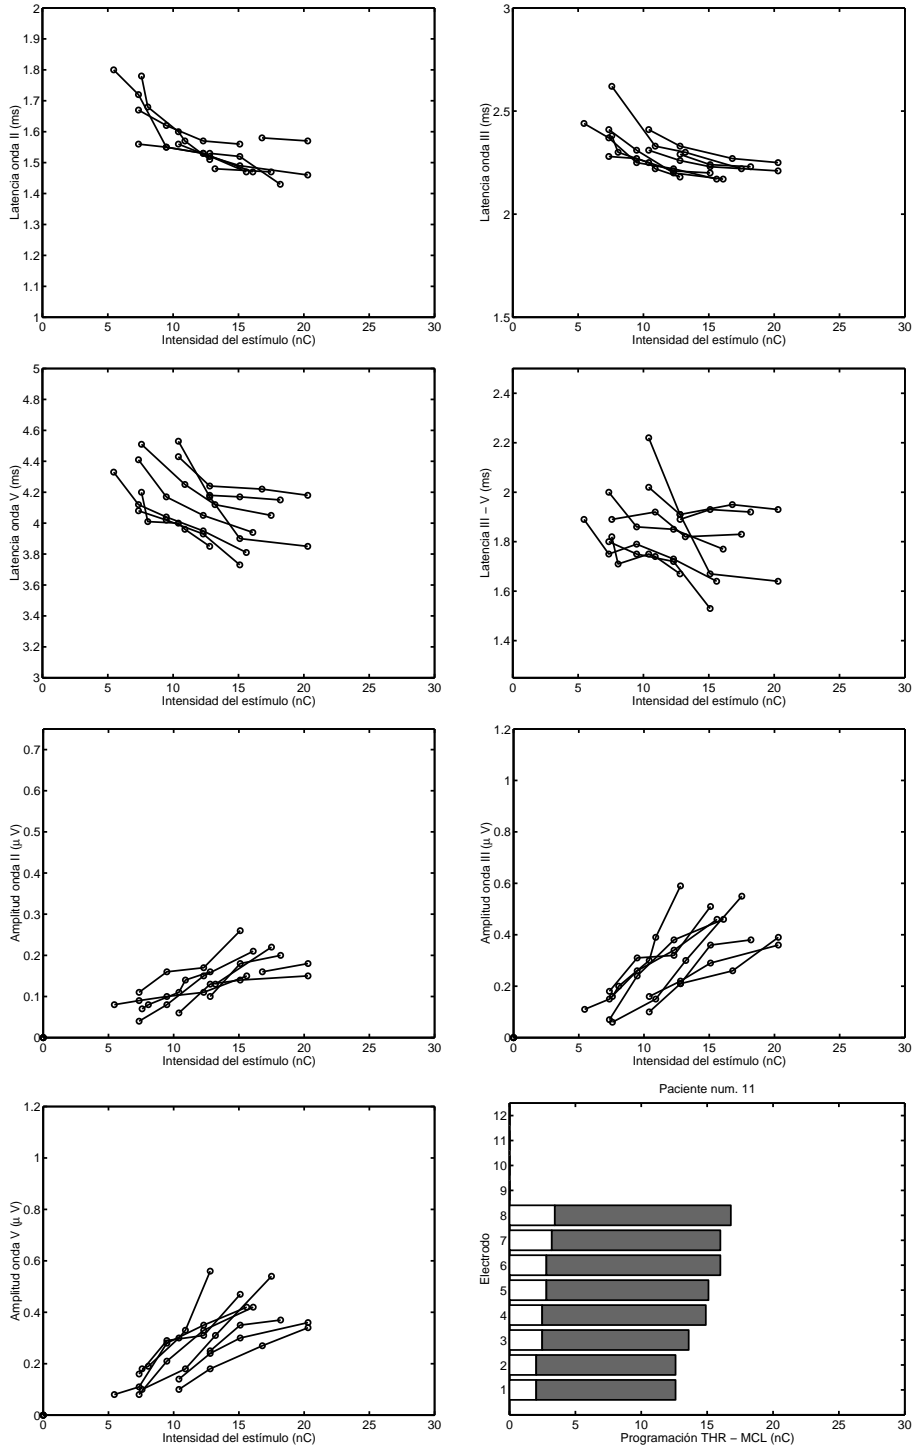 2
1.9
1.8
1.7
1.6
1.5
1.4
1.3
1.2
1.1
1
Latencia onda II (ms)
0 5 10 15 20 25 30
Intensidad del estímulo (nC)
3
2.5
2
1.5
Latencia onda III (ms)
0 5 10 15 20 25 30
Intensidad del estímulo (nC)
5
4.8
4.6
4.4
4.2
4
3.8
3.6
3.4
3.2
3
Latencia onda V (ms)
0 5 10 15 20 25 30
Intensidad del estímulo (nC)
2.4
2.2
2
1.8
1.6
1.4
Latencia III − V (ms)
0 5 10 15 20 25 30
Intensidad del estímulo (nC)
0.7
0.6
0.5
0.4
0.3
0.2
0.1
0
Amplitud onda II (μ V)
0 5 10 15 20 25 30
Intensidad del estímulo (nC)
1.2
1
0.8
0.6
0.4
0.2
0
Amplitud onda III (μ V)
0 5 10 15 20 25 30
Intensidad del estímulo (nC)
1.2
1
0.8
0.6
0.4
0.2
0
Amplitud onda V (μ V)
0 5 10 15 20 25 30
Intensidad del estímulo (nC)
Paciente num. 11
12
11
10
9
8
7
6
5
4
3
2
1
Electrodo
0 5 10 15 20 25 30
Programación THR − MCL (nC)